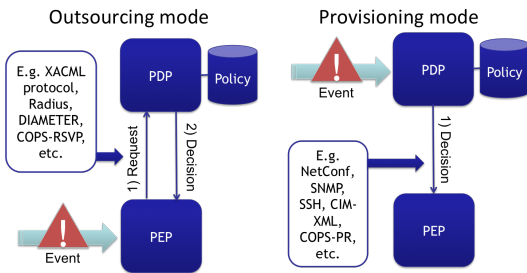 Outsourcing mode
E.g. XACML
protocol,
Radius,
DIAMETER,
COPS-RSVP,
etc.
PDP
Policy
1) Request
2) Decision
!
Event
PEP
Provisioning mode
!
Event
PDP
Policy
1) Decision
E.g.
NetConf,
SNMP,
SSH, CIM-
XML,
COPS-PR,
etc.
PEP